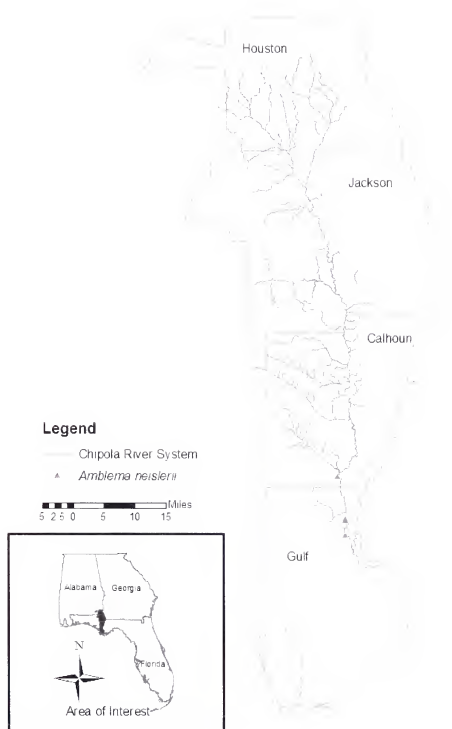 Houston
Jackson
Calhoun
Legend
Chipola River System
Amblema neislerii
Miles
5 2.5 0 5 10 15
Gulf
Alabama
Georgia
N
Florida
Area of Interest